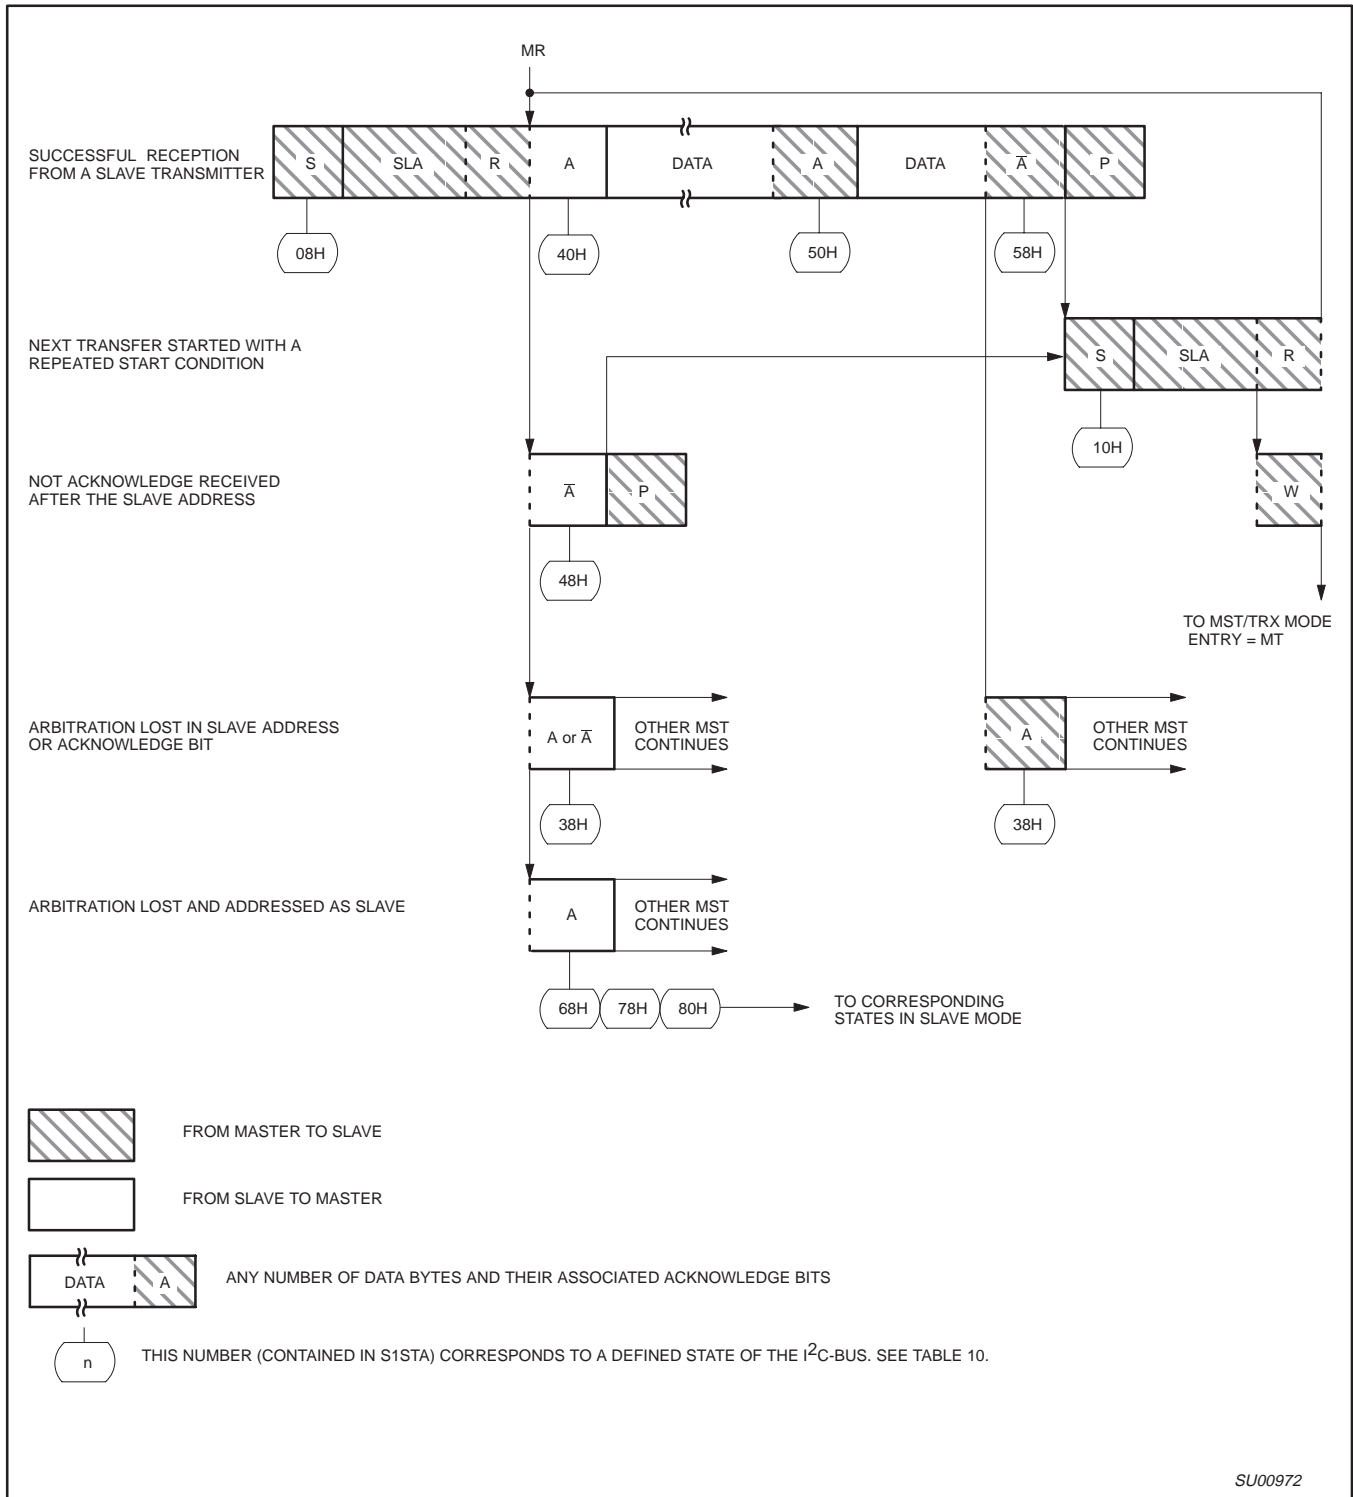 MR
SUCCESSFUL RECEPTION
FROM A SLAVE TRANSMITTER
S SLA R A DATA A DATA A̅ P
08H 40H 50H 58H
NEXT TRANSFER STARTED WITH A
REPEATED START CONDITION
S SLA R
10H
NOT ACKNOWLEDGE RECEIVED
AFTER THE SLAVE ADDRESS
A̅ P
W
48H
TO MST/TRX MODE
ENTRY = MT
ARBITRATION LOST IN SLAVE ADDRESS
OR ACKNOWLEDGE BIT
A or A̅
OTHER MST
CONTINUES
A
OTHER MST
CONTINUES
38H 38H
ARBITRATION LOST AND ADDRESSED AS SLAVE
A
OTHER MST
CONTINUES
68H 78H 80H
TO CORRESPONDING
STATES IN SLAVE MODE
FROM MASTER TO SLAVE
FROM SLAVE TO MASTER
DATA A
ANY NUMBER OF DATA BYTES AND THEIR ASSOCIATED ACKNOWLEDGE BITS
n
THIS NUMBER (CONTAINED IN S1STA) CORRESPONDS TO A DEFINED STATE OF THE I²C-BUS. SEE TABLE 10.
SU00972